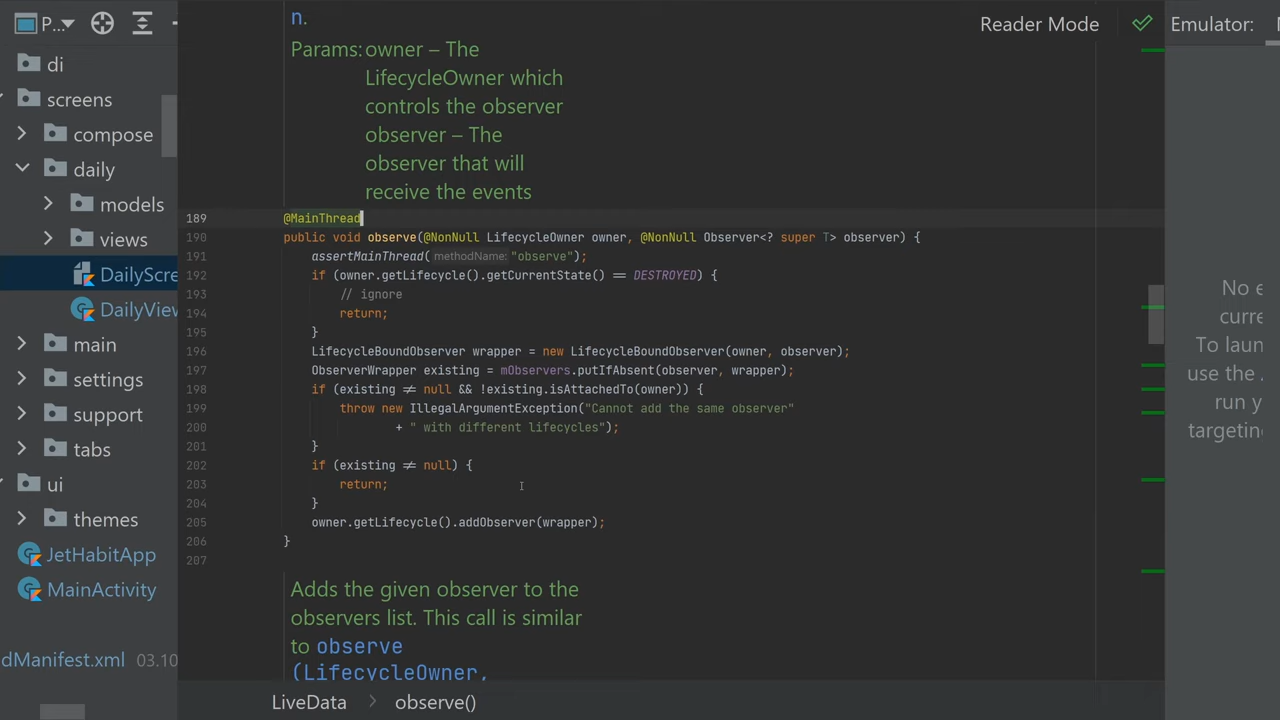 P...
Reader Mode
Emulator:
di
screens
compose
daily
models
views
DailyScre
DailyView
main
settings
support
tabs
ui
themes
JetHabitApp
MainActivity
dManifest.xml 03.10
n.
Params: owner – The
LifecycleOwner which
controls the observer
observer – The
observer that will
receive the events
189 @MainThread
190 public void observe(@NonNull LifecycleOwner owner, @NonNull Observer<? super T> observer) {
191 assertMainThread( methodName: "observe");
192 if (owner.getLifecycle().getCurrentState() == DESTROYED) {
193 // ignore
194 return;
195 }
196 LifecycleBoundObserver wrapper = new LifecycleBoundObserver(owner, observer);
197 ObserverWrapper existing = mObservers.putIfAbsent(observer, wrapper);
198 if (existing ≠ null && !existing.isAttachedTo(owner)) {
199 throw new IllegalArgumentException("Cannot add the same observer"
200 + " with different lifecycles");
201 }
202 if (existing ≠ null) {
203 return;
204 }
205 owner.getLifecycle().addObserver(wrapper);
206 }
207
Adds the given observer to the
observers list. This call is similar
to observe
(LifecycleOwner,
LiveData > observe()
No e
curre
To laun
use the
run y
targetin